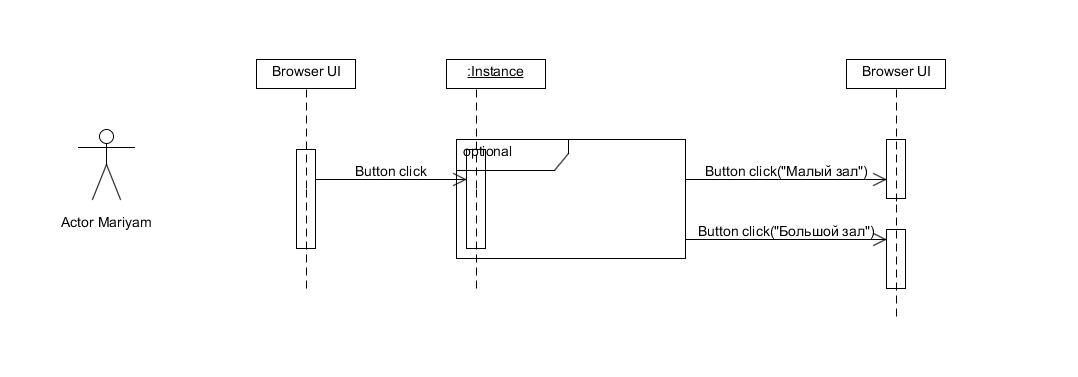 Browser UI
:Instance
Browser UI
optional
Button click
Button click("Малый зал")
Actor Mariyam
Button click("Большой зал")